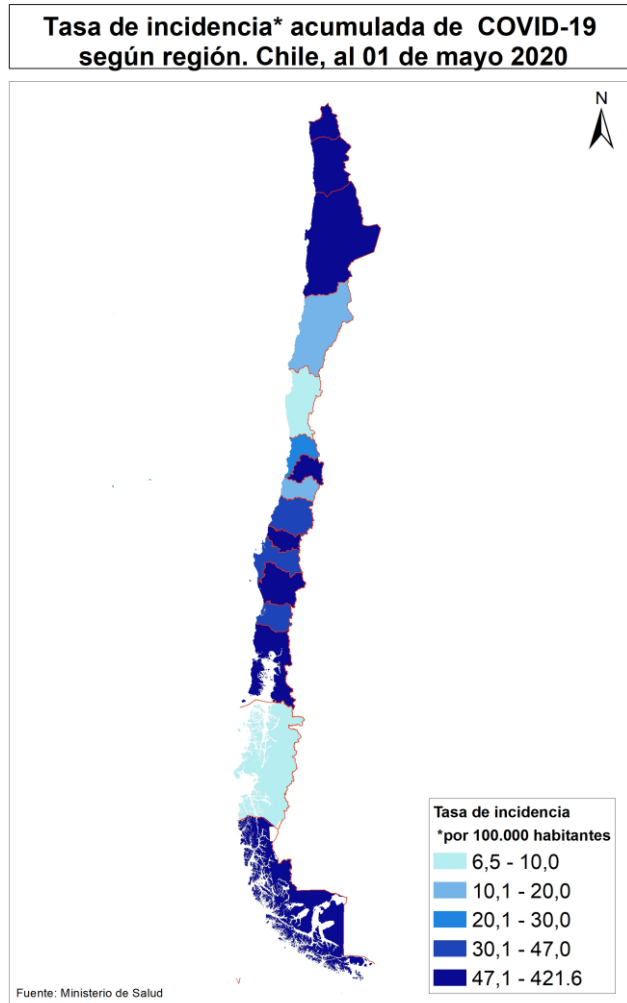 Tasa de incidencia* acumulada de COVID-19
según región. Chile, al 01 de mayo 2020
N
Tasa de incidencia
*por 100.000 habitantes
6,5 - 10,0
10,1 - 20,0
20,1 - 30,0
30,1 - 47,0
47,1 - 421.6
Fuente: Ministerio de Salud